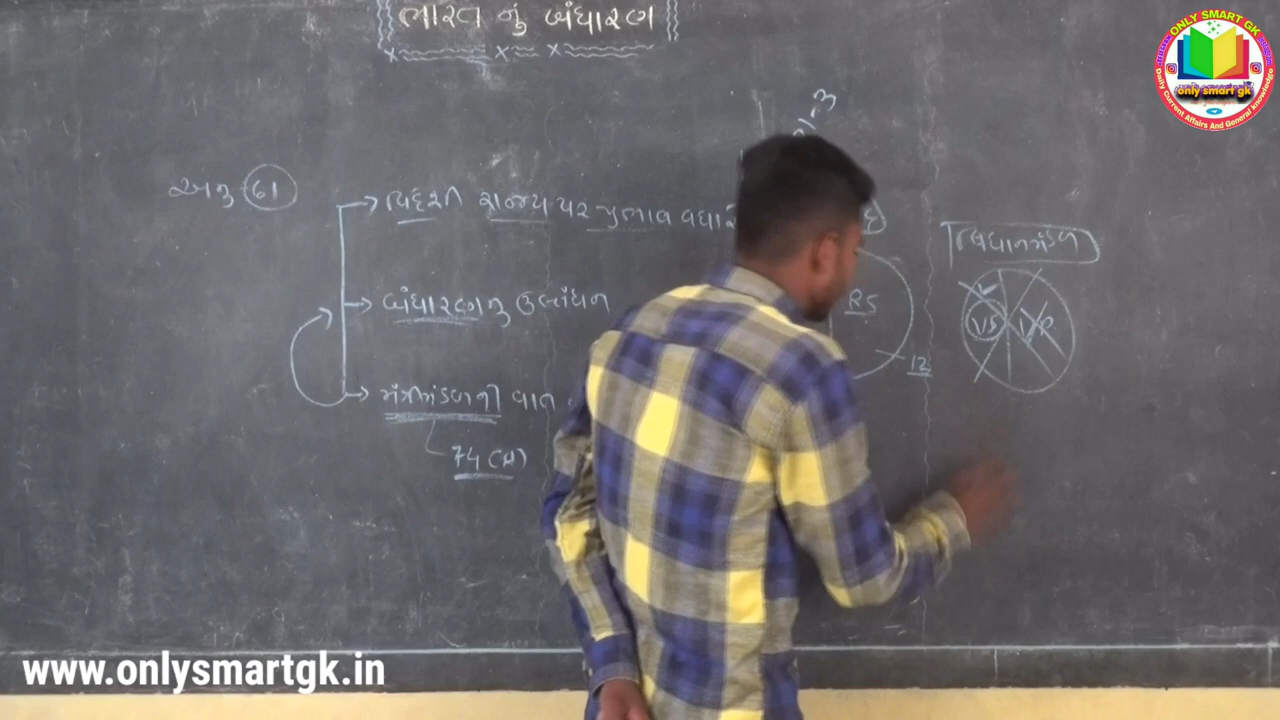 ભારત નું બંધારણ
અનુ 61
વિદેશી રાજ્ય પર પ્રભાવ વધા
બંધારણનુ ઉલ્લંઘન
મંત્રીમંડળની વાત
74(A)
RS
12
વિધાનમંડળ
VS
VP
ONLY SMART GK
only smart gk
Daily Current Affairs And General knowledge
www.onlysmartgk.in